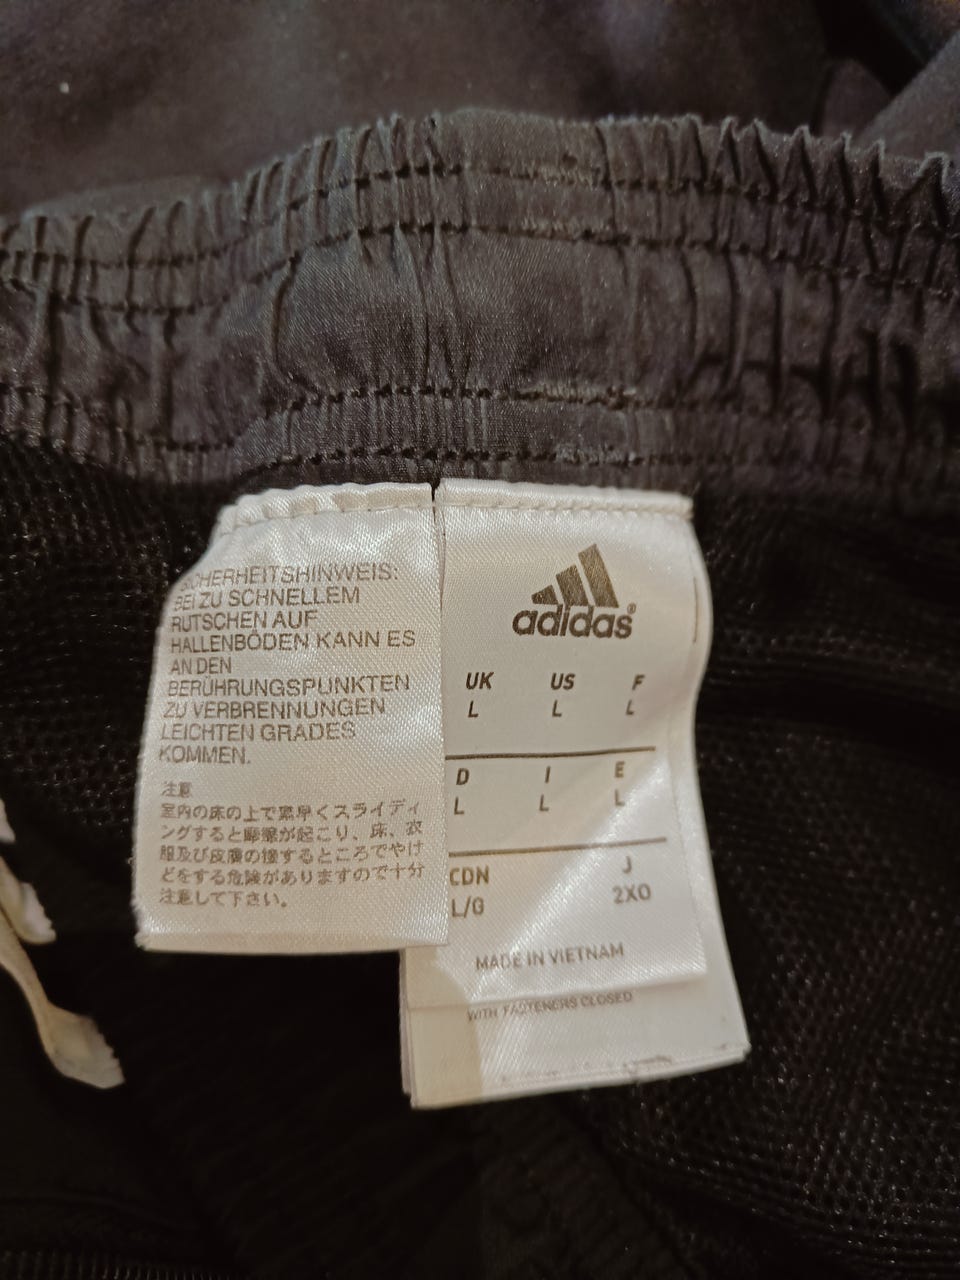 SICHERHEITSHINWEIS:
BEI ZU SCHNELLEM
RUTSCHEN AUF
HALLENBÖDEN KANN ES
AN DEN
BERÜHRUNGSPUNKTEN
ZU VERBRENNUNGEN
LEICHTEN GRADES
KOMMEN.
注意
室内の床の上で素早くスライディ
ングすると摩擦が起こり、床、衣
服及び皮膚の接するところでやけ
どをする危険がありますので十分
注意して下さい。
adidas®
UK US F
L L L
D I E
L L L
CDN J
L/G 2XO
MADE IN VIETNAM
WITH FASTENERS CLOSED